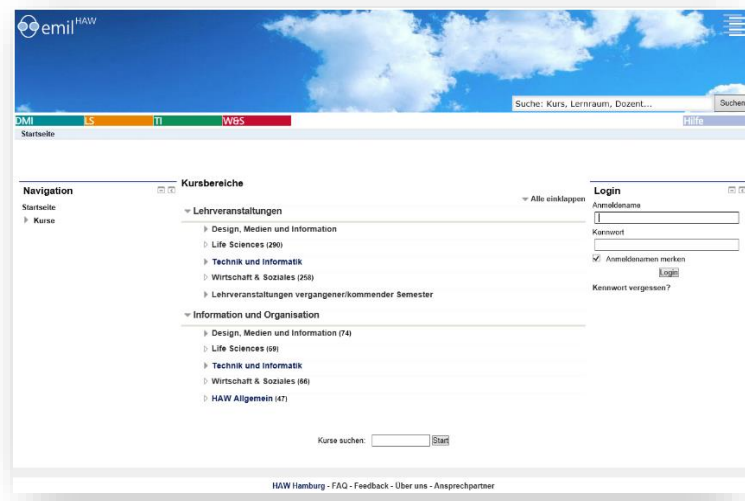 emil HAW
Suche: Kurs, Lernraum, Dozent...
Suchen
DMI
LS
TI
W&S
Hilfe
Startseite
Navigation
Startseite
Kurse
Kursbereiche
Alle einklappen
Lehrveranstaltungen
Design, Medien und Information
Life Sciences (290)
Technik und Informatik
Wirtschaft & Soziales (258)
Lehrveranstaltungen vergangener/kommender Semester
Information und Organisation
Design, Medien und Information (74)
Life Sciences (69)
Technik und Informatik
Wirtschaft & Soziales (66)
HAW Allgemein (47)
Kurse suchen:
Start
Login
Anmeldename
Kennwort
Anmeldenamen merken
Login
Kennwort vergessen?
HAW Hamburg - FAQ - Feedback - Über uns - Ansprechpartner